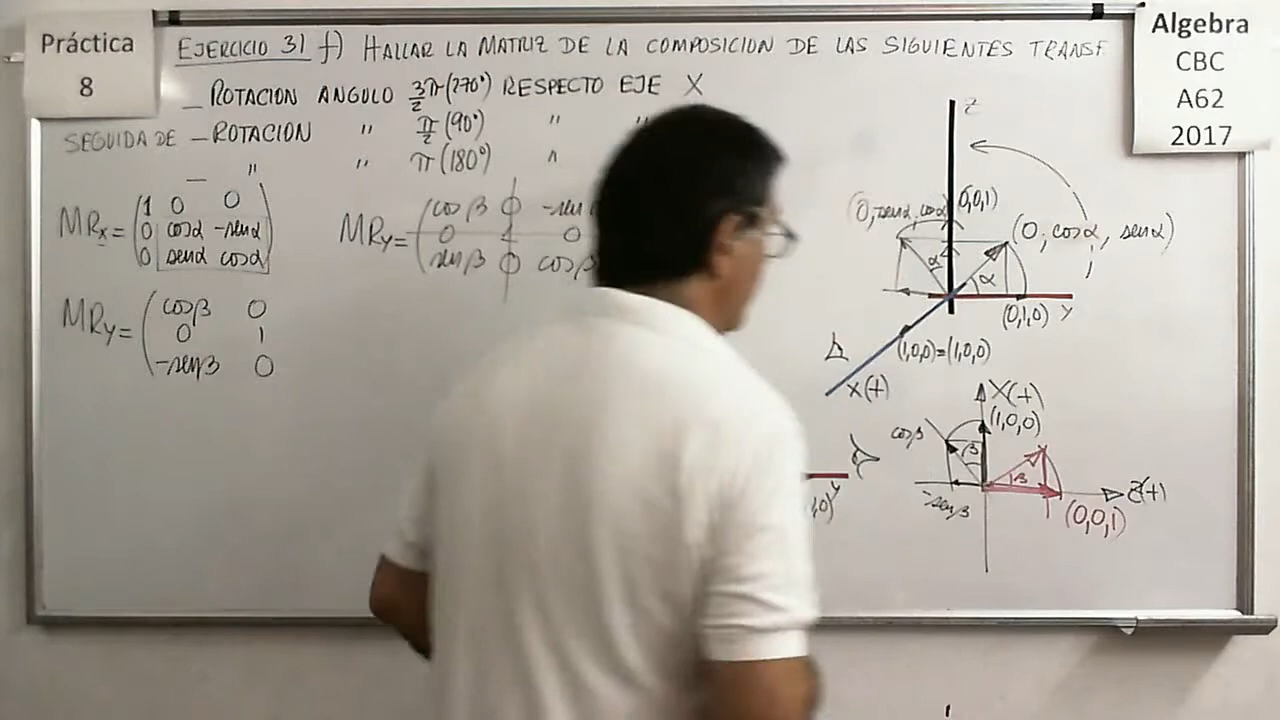 Práctica
8
Algebra
CBC
A62
2017
EJERCICIO 31 f) HALLAR LA MATRIZ DE LA COMPOSICION DE LAS SIGUIENTES TRANSF
_ ROTACION ANGULO 3/2 π (270°) RESPECTO EJE X
SEGUIDA DE _ ROTACION " π/2 (90°) " "
_ " " π (180°) "
MRx = ( 1 0 0
0 cosα -senα
0 senα cosα )
MRy = ( cosβ 0 -sen
0 1 0
senβ 0 cosβ
MRy = ( cosβ 0
0 1
-senβ 0
Z
(0, senα, cosα)
(0,0,1)
(0, cosα, senα)
α
α
(0,1,0) Y
(1,0,0)=(1,0,0)
X(+)
X(+)
(1,0,0)
cosβ
β
β
Z(+)
-senβ
(0,0,1)
Y
,0)